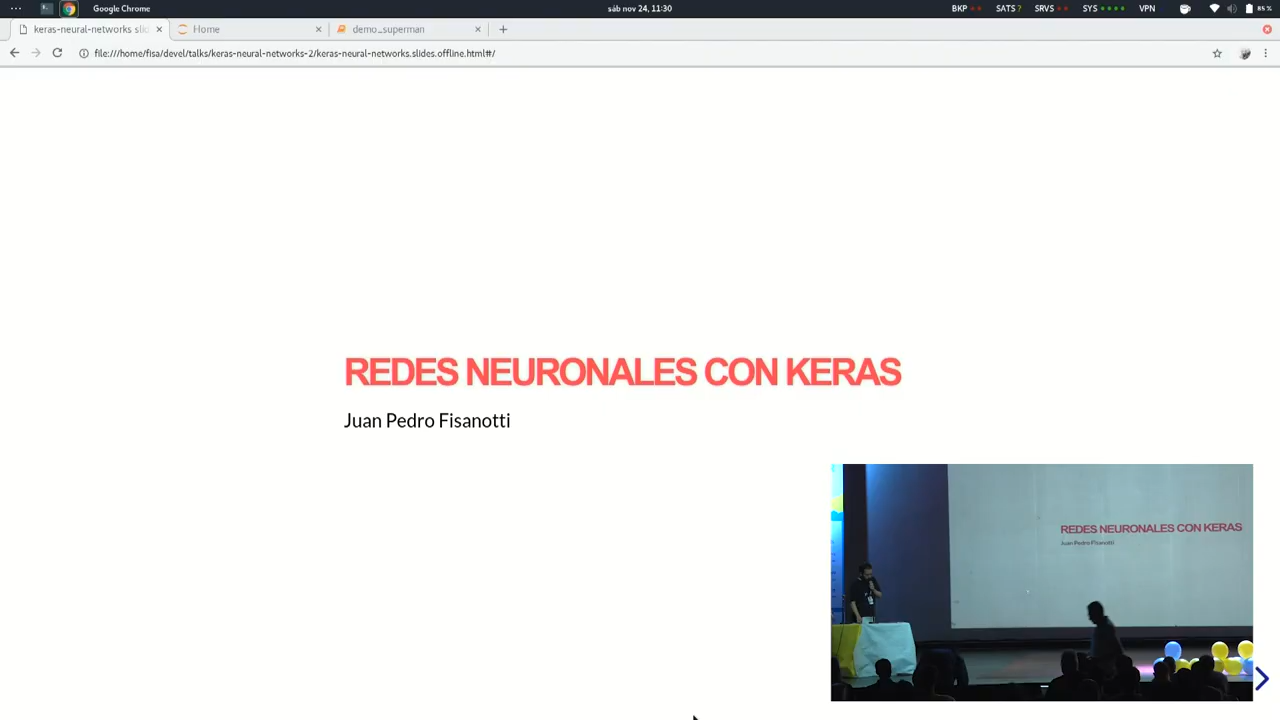 Google Chrome
sáb nov 24, 11:30
BKP
SATS ?
SRVS
SYS
VPN
85 %
keras-neural-networks slid
Home
demo_superman
file:///home/fisa/devel/talks/keras-neural-networks-2/keras-neural-networks.slides.offline.html#/
REDES NEURONALES CON KERAS
Juan Pedro Fisanotti
REDES NEURONALES CON KERAS
Juan Pedro Fisanotti